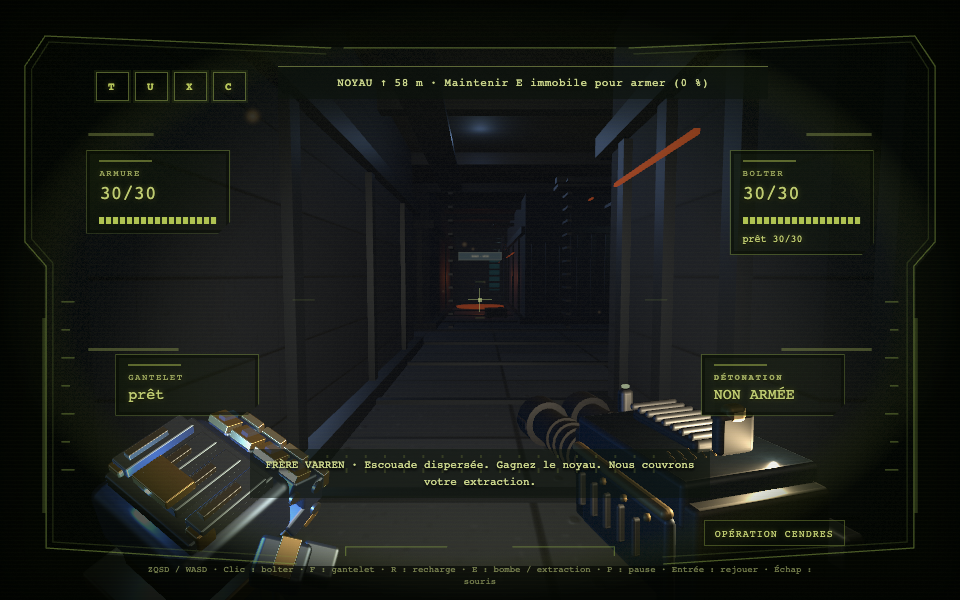 T U X C
NOYAU ↑ 58 m · Maintenir E immobile pour armer (0 %)
ARMURE
30/30
BOLTER
30/30
prêt 30/30
GANTELET
prêt
DÉTONATION
NON ARMÉE
FRÈRE VARREN · Escouade dispersée. Gagnez le noyau. Nous couvrons
votre extraction.
OPÉRATION CENDRES
ZQSD / WASD · Clic : bolter · F : gantelet · R : recharge · E : bombe / extraction · P : pause · Entrée : rejouer · Échap :
souris